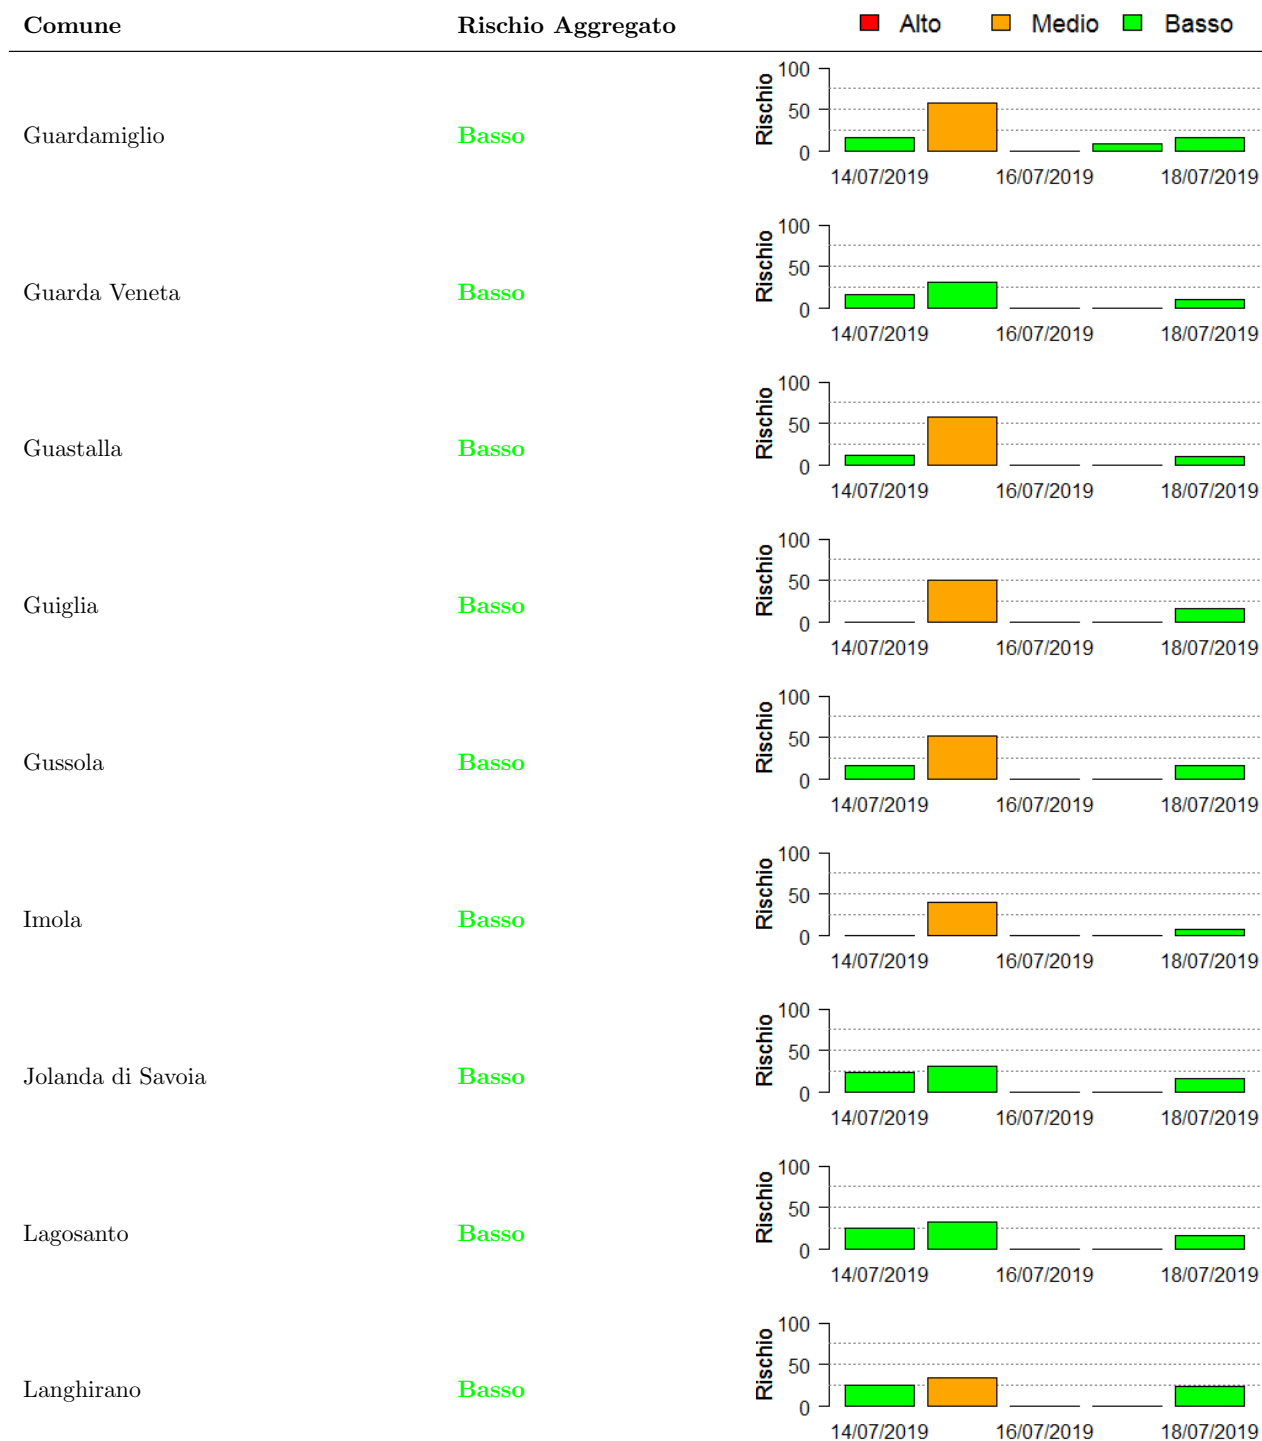 Comune Rischio Aggregato Alto Medio Basso
Guardamiglio Basso
Rischio
100
50
0
14/07/2019 16/07/2019 18/07/2019
Guarda Veneta Basso
Rischio
100
50
0
14/07/2019 16/07/2019 18/07/2019
Guastalla Basso
Rischio
100
50
0
14/07/2019 16/07/2019 18/07/2019
Guiglia Basso
Rischio
100
50
0
14/07/2019 16/07/2019 18/07/2019
Gussola Basso
Rischio
100
50
0
14/07/2019 16/07/2019 18/07/2019
Imola Basso
Rischio
100
50
0
14/07/2019 16/07/2019 18/07/2019
Jolanda di Savoia Basso
Rischio
100
50
0
14/07/2019 16/07/2019 18/07/2019
Lagosanto Basso
Rischio
100
50
0
14/07/2019 16/07/2019 18/07/2019
Langhirano Basso
Rischio
100
50
0
14/07/2019 16/07/2019 18/07/2019